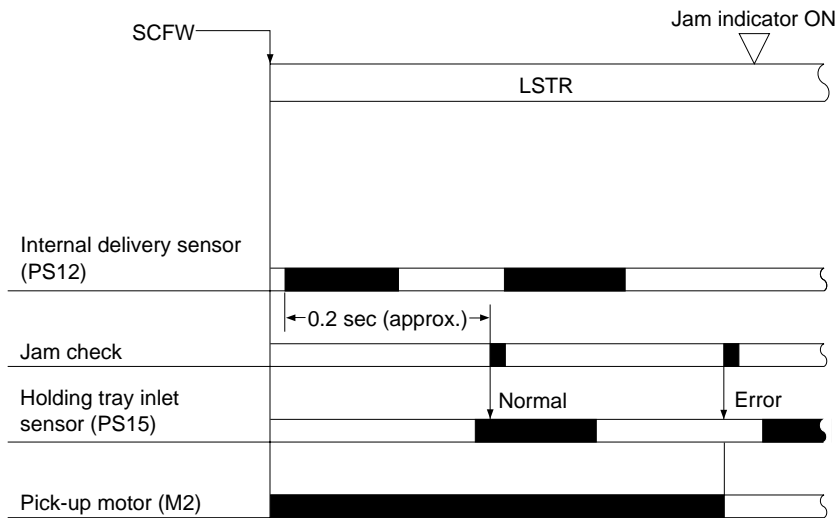 Jam indicator ON
SCFW
LSTR
Internal delivery sensor
(PS12)
0.2 sec (approx.)
Jam check
Holding tray inlet
sensor (PS15)
Normal
Error
Pick-up motor (M2)